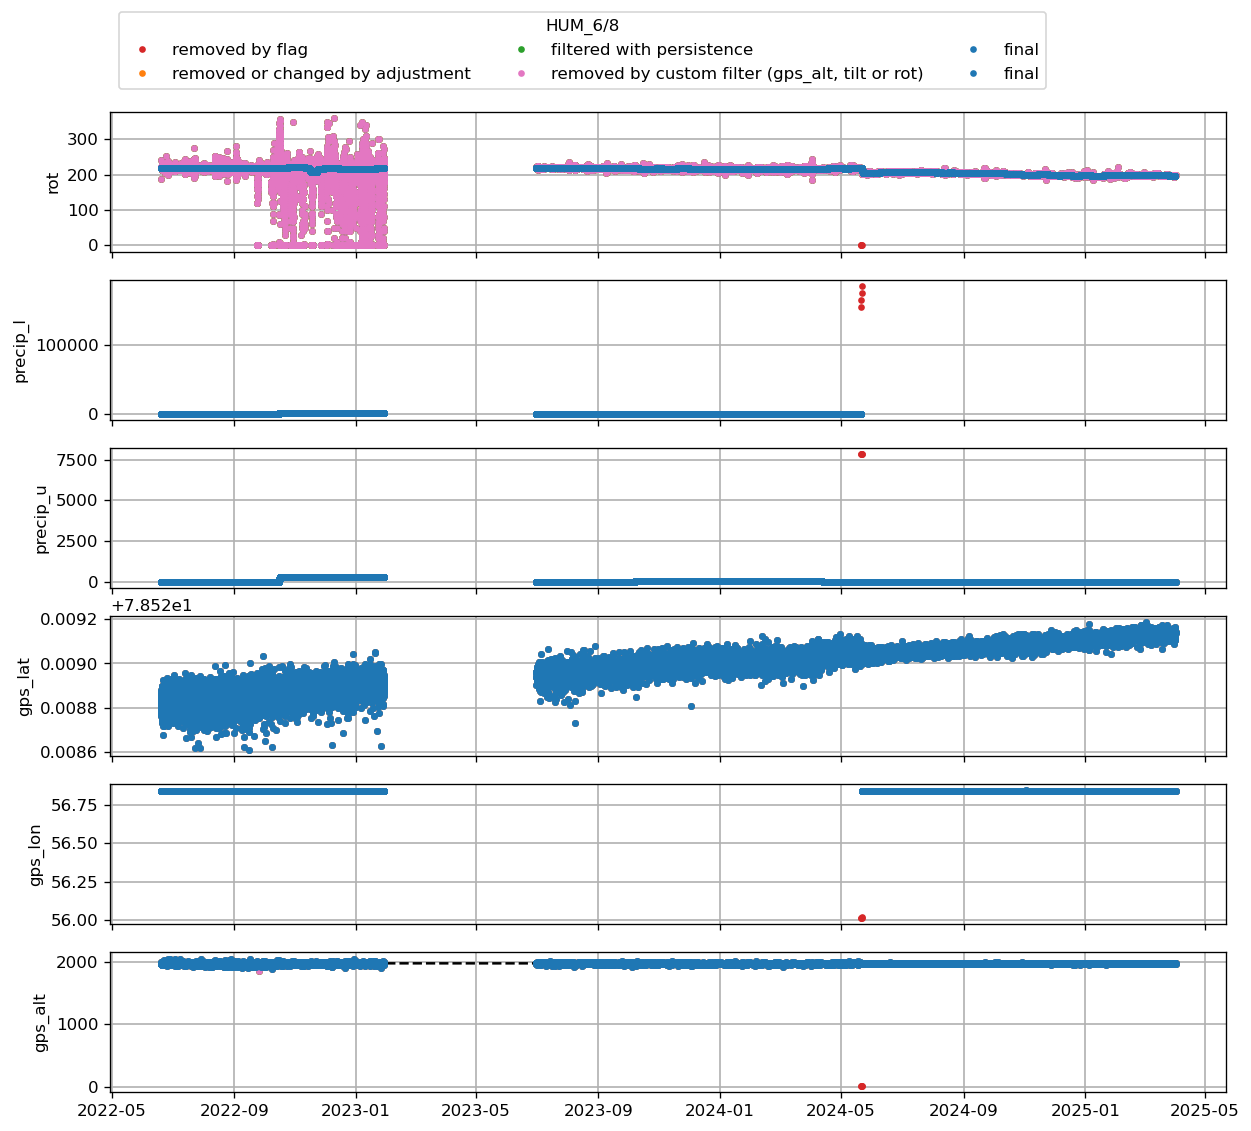 HUM_6/8
removed by flag
filtered with persistence
final
removed or changed by adjustment
removed by custom filter (gps_alt, tilt or rot)
final
300
200
100
0
rot
100000
0
precip_l
7500
5000
2500
0
precip_u
+7.852e1
0.0092
0.0090
0.0088
0.0086
gps_lat
56.75
56.50
56.25
56.00
gps_lon
2000
1000
0
gps_alt
2022-05 2022-09 2023-01 2023-05 2023-09 2024-01 2024-05 2024-09 2025-01 2025-05